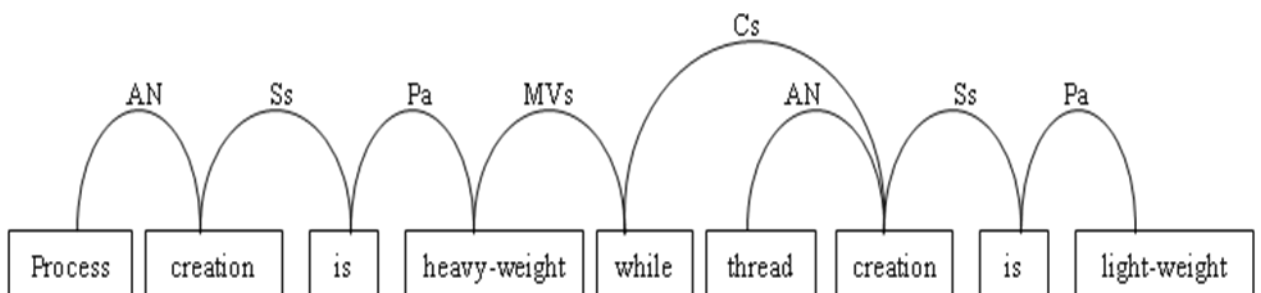 Cs
AN Ss Pa MVs AN Ss Pa
Process creation is heavy-weight while thread creation is light-weight